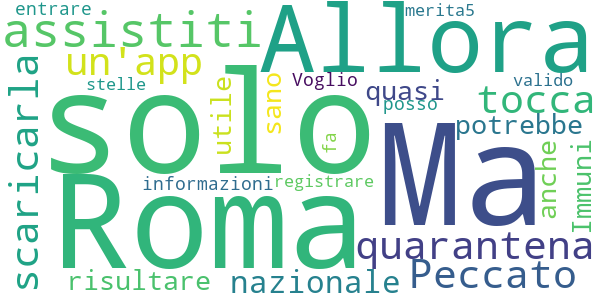 entrare
merita5
assistiti
Allora
un'app
stelle
Voglio
quasi
valido
solo
utile
sano
posso
tocca
scaricarla
potrebbe
Ma
fa
anche
Immuni
informazioni
registrare
Roma
quarantena
risultare
nazionale
Peccato